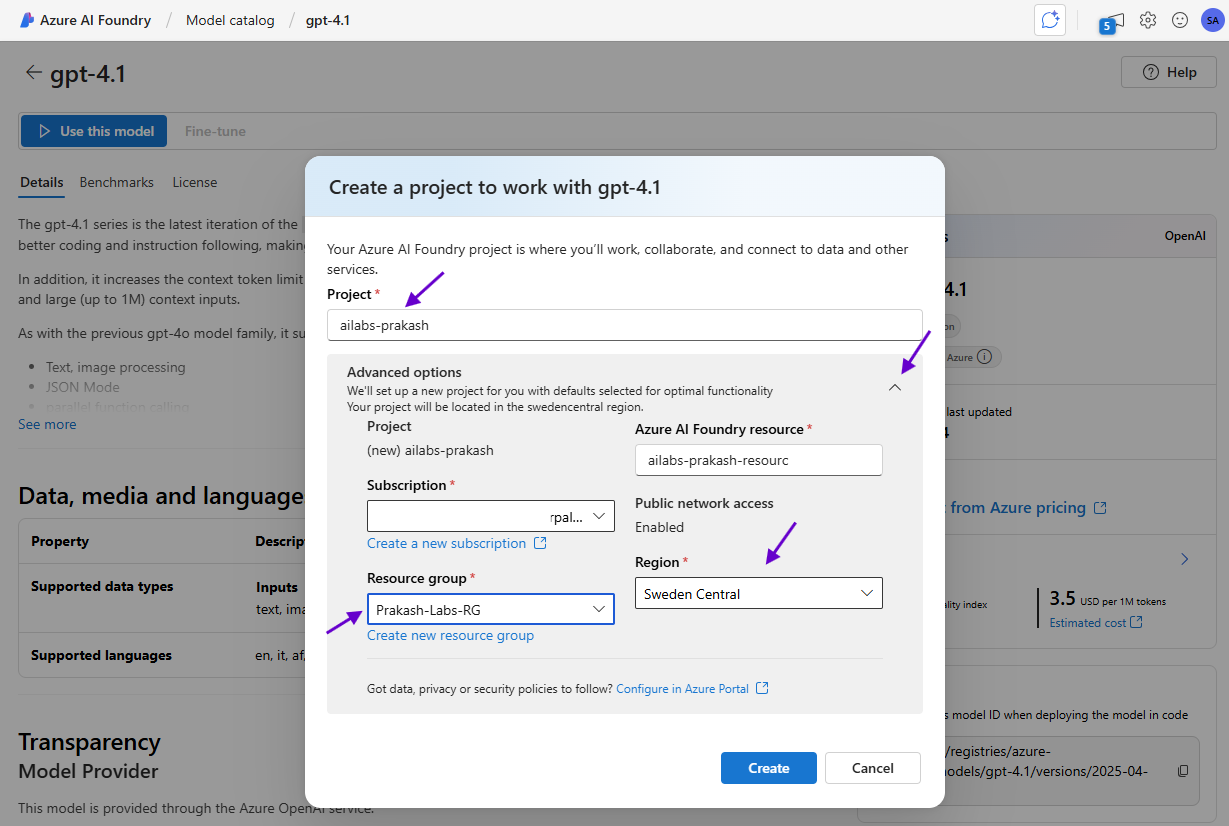 Azure AI Foundry / Model catalog / gpt-4.1
5
SA
gpt-4.1
Help
Use this model
Fine-tune
Details
Benchmarks
License
The gpt-4.1 series is the latest iteration of the
better coding and instruction following,
In addition, it increases the context token limit
and large (up to 1M) context inputs.
As with the previous gpt-4o model family, it
Text, image processing
JSON Mode
parallel function calling
See more
Data, media and language
Property
Supported data types
Inputs
text,
Supported languages
en, it,
Transparency
Model Provider
This model is provided through the Azure OpenAI service.
Create a project to work with gpt-4.1
Your Azure AI Foundry project is where you'll work, collaborate, and connect to data and other
services.
Project *
ailabs-prakash
Advanced options
We'll set up a new project for you with defaults selected for optimal functionality
Your project will be located in the swedencentral region.
Project
(new) ailabs-prakash
Subscription *
rpal...
Create a new subscription
Resource group *
Prakash-Labs-RG
Create new resource group
Azure AI Foundry resource *
ailabs-prakash-resourc
Public network access
Enabled
Region *
Sweden Central
Got data, privacy or security policies to follow? Configure in Azure Portal
Create
Cancel
OpenAI
4.1
Azure
last updated
from Azure pricing
index
3.5 USD per 1M tokens
Estimated cost
model ID when deploying the model in code
/registries/azure-
/gpt-4.1/versions/2025-04-